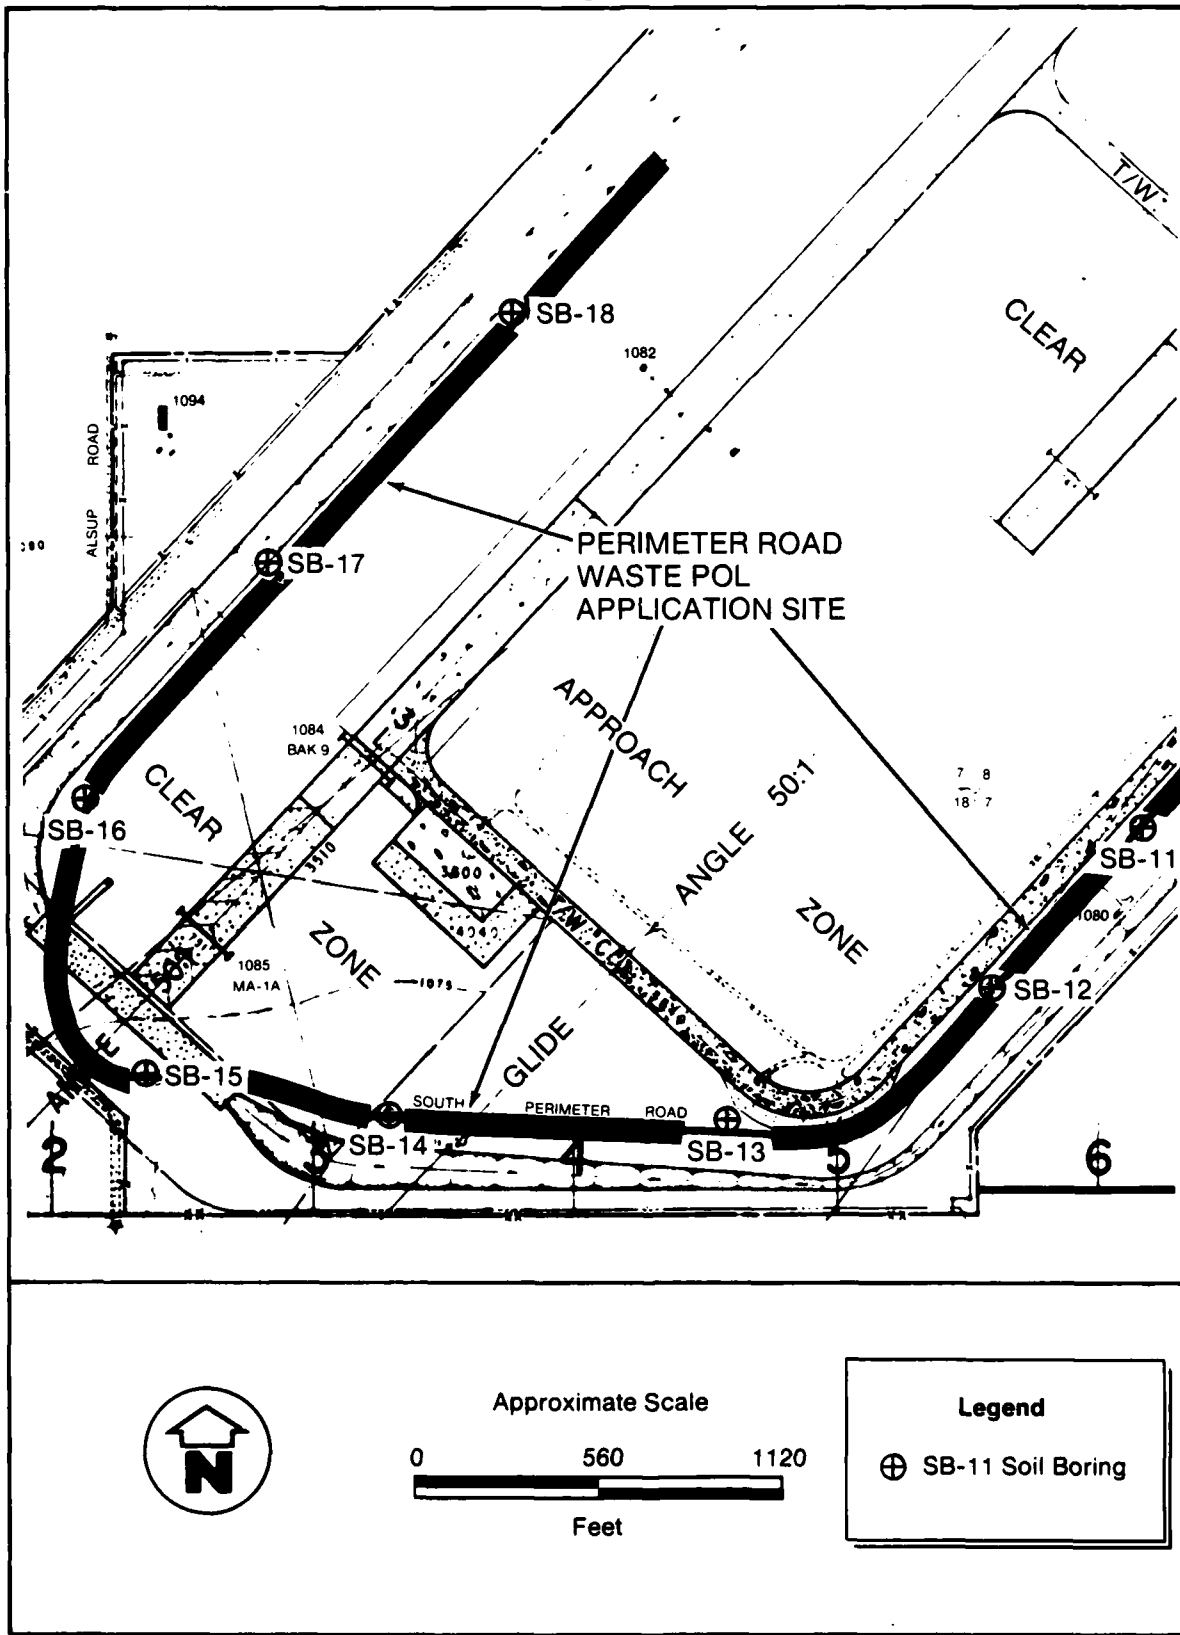 T/W.
CLEAR
SB-18
1082
1094
ALSUP ROAD
SB-17
PERIMETER ROAD
WASTE POL
APPLICATION SITE
1084
BAK 9
APPROACH
ANGLE 50:1
ZONE
7 8
18 7
CLEAR
ZONE
SB-16
SB-11
1080
3510
3800
4040
1085
MA-1A
1075
SB-12
GLIDE
SB-15
SOUTH PERIMETER ROAD
SB-14
SB-13
2
3
4
5
6
N
Approximate Scale
0 560 1120
Feet
Legend
SB-11 Soil Boring